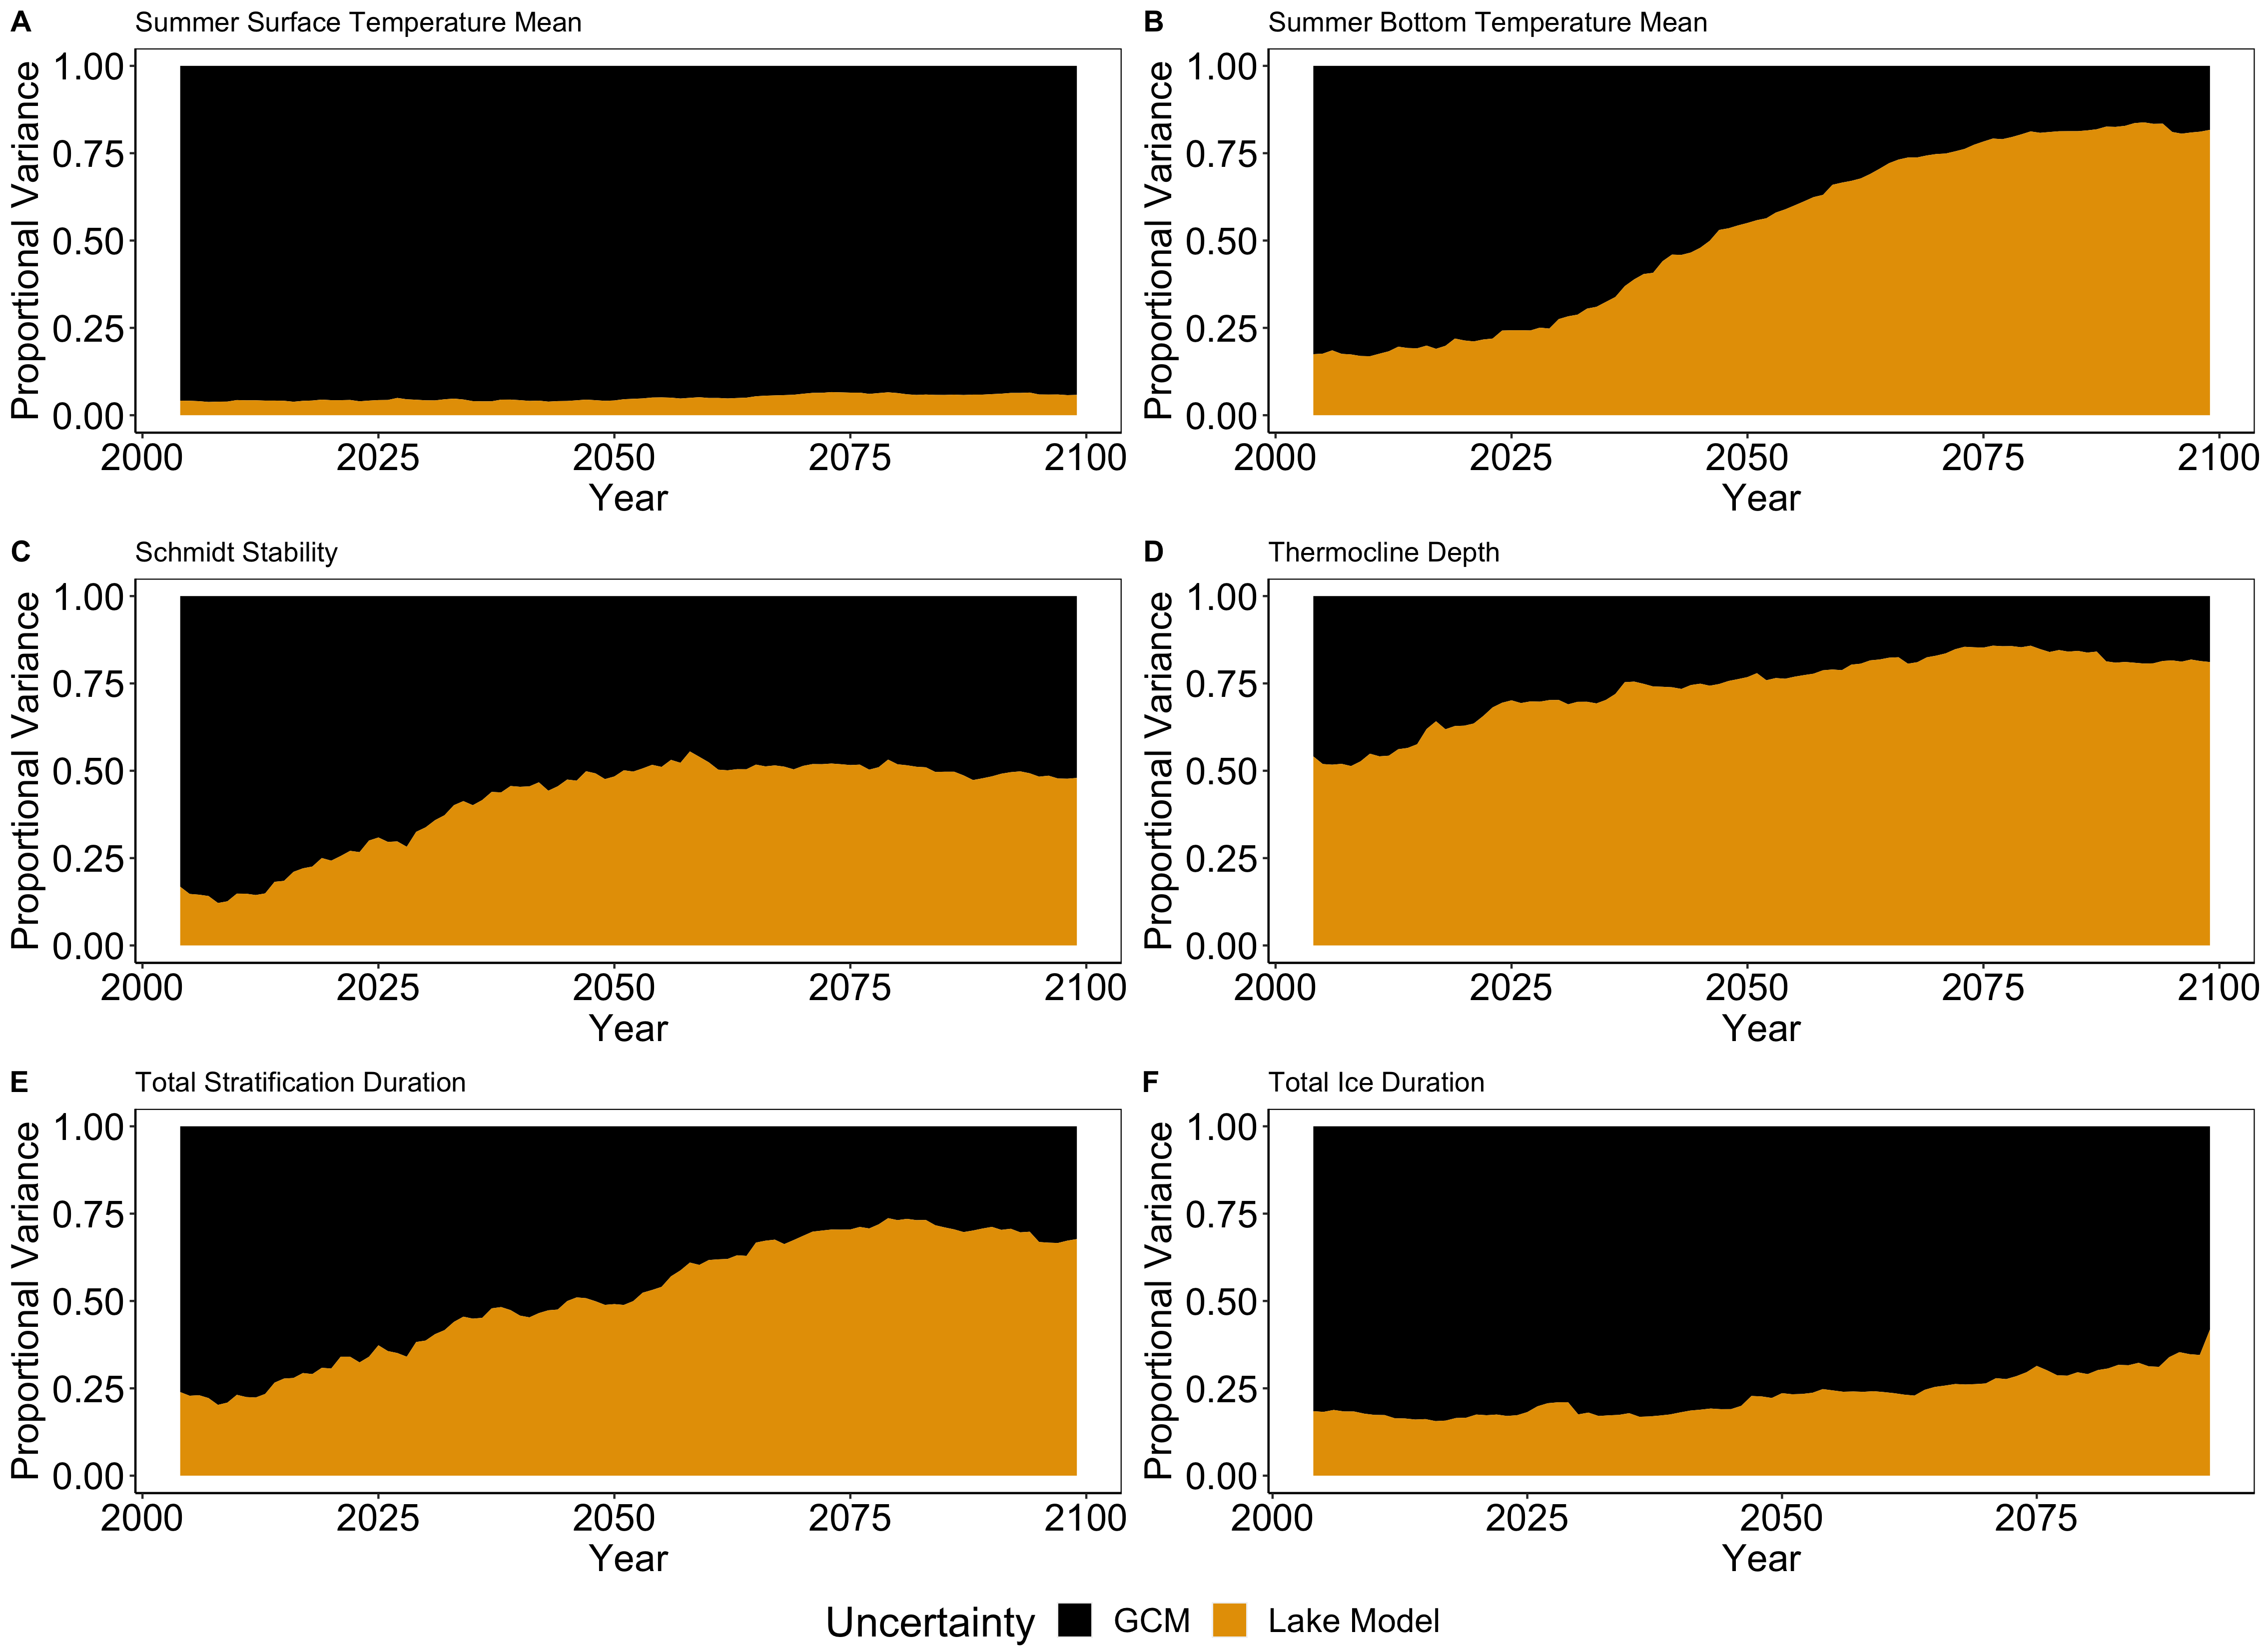 A Summer Surface Temperature Mean
Proportional Variance
1.00
0.75
0.50
0.25
0.00
2000 2025 2050 2075 2100
Year
B Summer Bottom Temperature Mean
Proportional Variance
1.00
0.75
0.50
0.25
0.00
2000 2025 2050 2075 2100
Year
C Schmidt Stability
Proportional Variance
1.00
0.75
0.50
0.25
0.00
2000 2025 2050 2075 2100
Year
D Thermocline Depth
Proportional Variance
1.00
0.75
0.50
0.25
0.00
2000 2025 2050 2075 2100
Year
E Total Stratification Duration
Proportional Variance
1.00
0.75
0.50
0.25
0.00
2000 2025 2050 2075 2100
Year
F Total Ice Duration
Proportional Variance
1.00
0.75
0.50
0.25
0.00
2000 2025 2050 2075
Year
Uncertainty GCM Lake Model